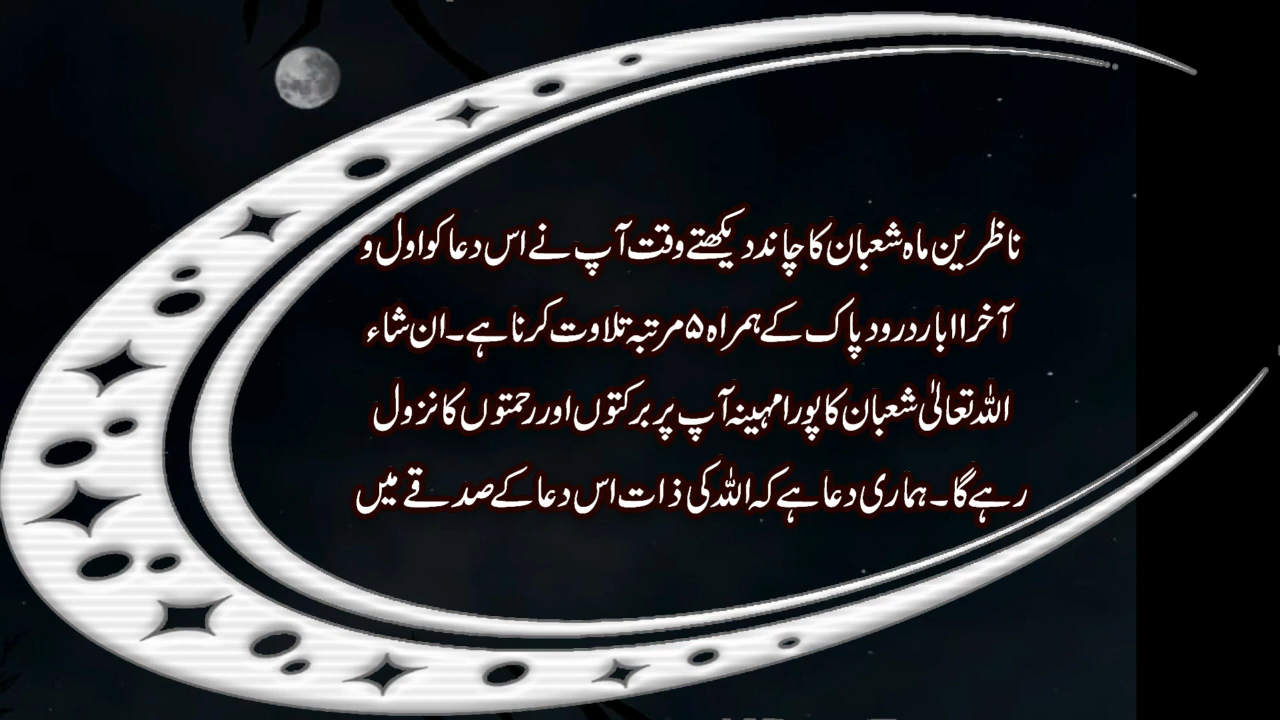 ناظرین ماہ شعبان کا چاند دیکھتے وقت آپ نے اس دعا کو اول و
آخر ۱۱ بار درود پاک کے ہمراہ ۵ مرتبہ تلاوت کرنا ہے۔ ان شاء
اللہ تعالیٰ شعبان کا پورا مہینہ آپ پر برکتوں اور رحمتوں کا نزول
رہے گا۔ ہماری دعا ہے کہ اللہ کی ذات اس دعا کے صدقے میں